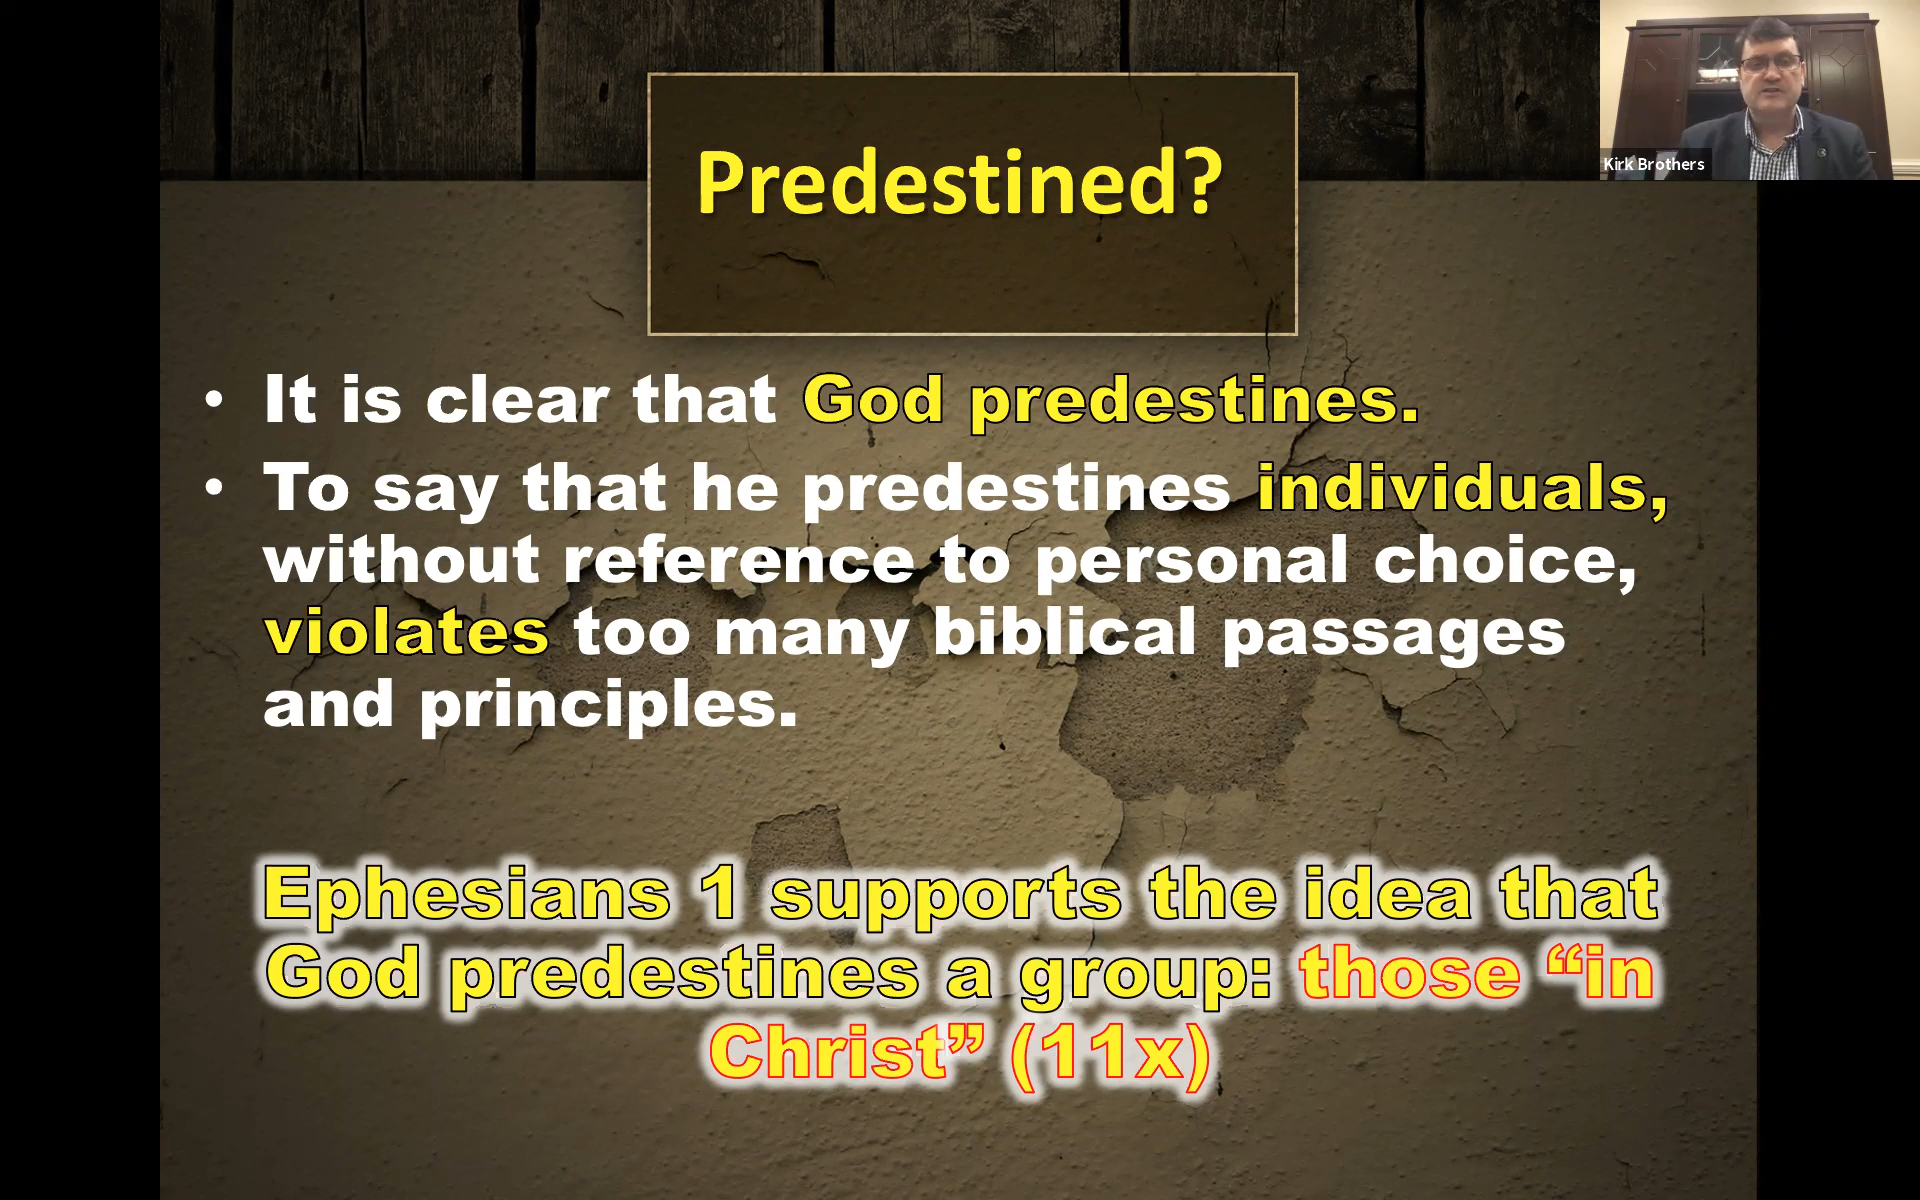 Predestined?
Kirk Brothers
• It is clear that God predestines.
• To say that he predestines individuals,
without reference to personal choice,
violates too many biblical passages
and principles.
Ephesians 1 supports the idea that
God predestines a group: those “in
Christ” (11x)